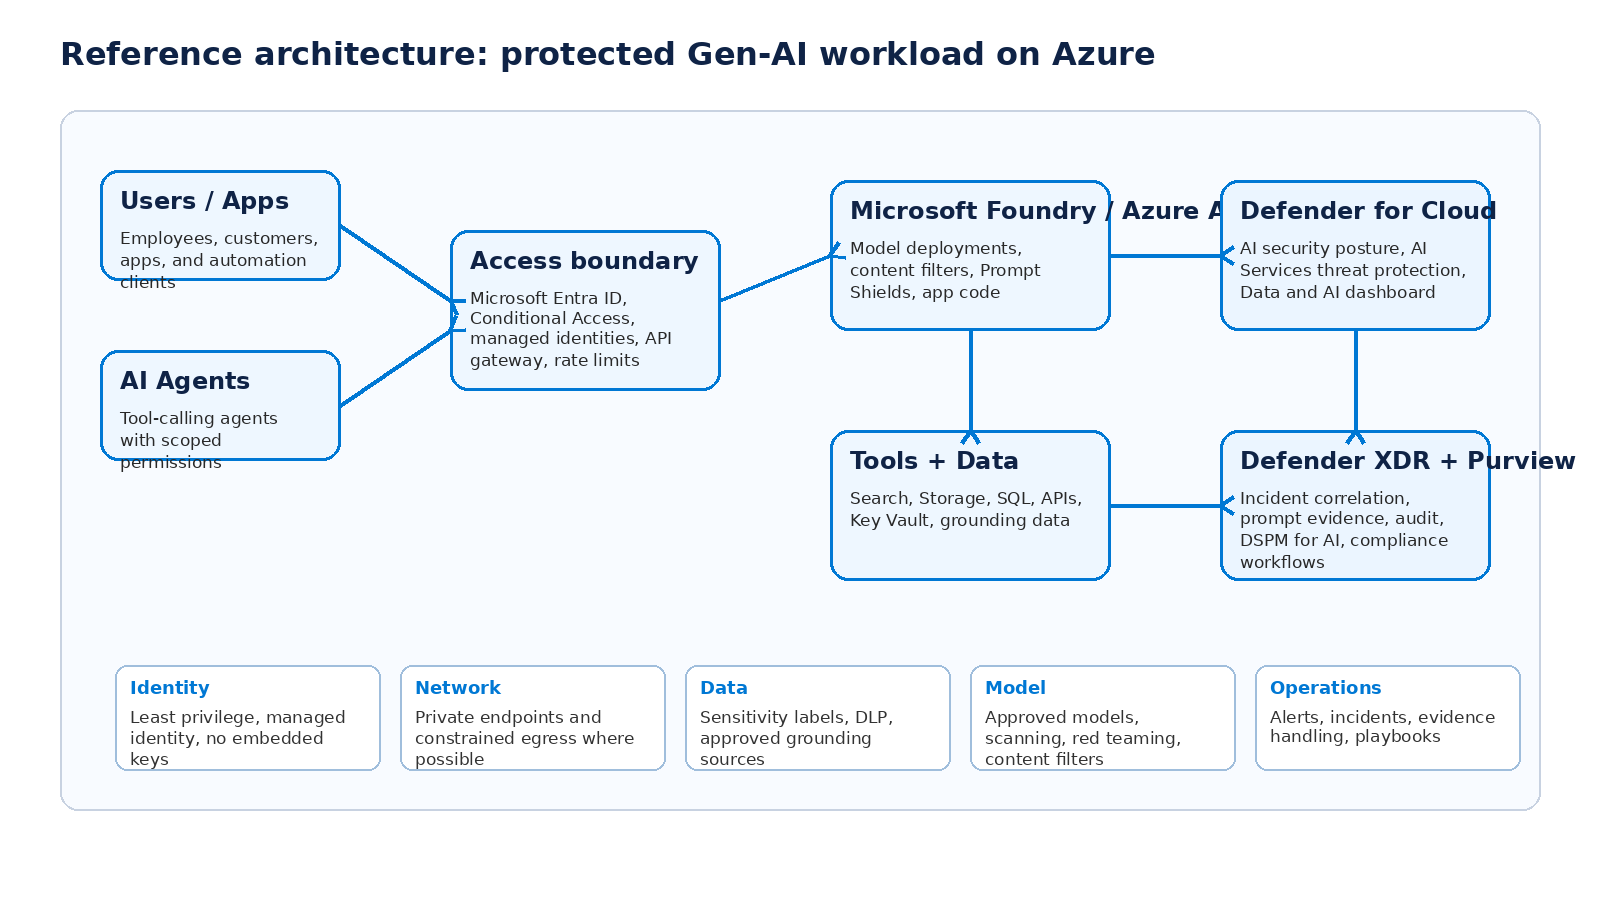 Reference architecture: protected Gen-AI workload on Azure
Users / Apps
Employees, customers,
apps, and automation
clients
AI Agents
Tool-calling agents
with scoped
permissions
Access boundary
Microsoft Entra ID,
Conditional Access,
managed identities, API
gateway, rate limits
Microsoft Foundry / Azure
Model deployments,
content filters, Prompt
Shields, app code
Defender for Cloud
AI security posture, AI
Services threat protection,
Data and AI dashboard
Tools + Data
Search, Storage, SQL, APIs,
Key Vault, grounding data
Defender XDR + Purview
Incident correlation,
prompt evidence, audit,
DSPM for AI, compliance
workflows
Identity
Least privilege, managed
identity, no embedded
keys
Network
Private endpoints and
constrained egress where
possible
Data
Sensitivity labels, DLP,
approved grounding
sources
Model
Approved models,
scanning, red teaming,
content filters
Operations
Alerts, incidents, evidence
handling, playbooks